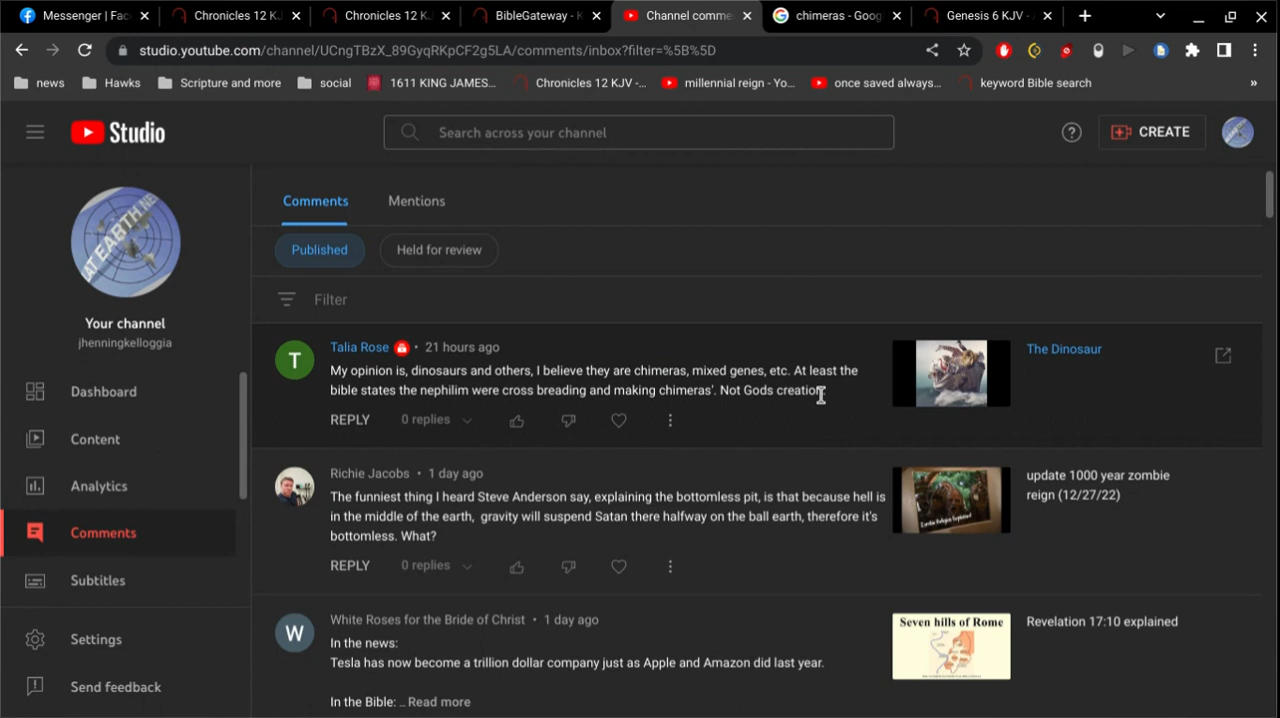 Messenger | Fac
Chronicles 12 KJ
Chronicles 12 KJ
BibleGateway - K
Channel comme
chimeras - Goog
Genesis 6 KJV -
studio.youtube.com/channel/UCngTBzX_89GyqRKpCF2g5LA/comments/inbox?filter=%5B%5D
news
Hawks
Scripture and more
social
1611 KING JAMES...
Chronicles 12 KJV -...
millennial reign - Yo...
once saved always...
keyword Bible search
»
Studio
Search across your channel
CREATE
Your channel
jhenningkelloggia
Dashboard
Content
Analytics
Comments
Subtitles
Settings
Send feedback
Comments
Mentions
Published
Held for review
Filter
T
Talia Rose • 21 hours ago
My opinion is, dinosaurs and others, I believe they are chimeras, mixed genes, etc. At least the
bible states the nephilim were cross breading and making chimeras'. Not Gods creation.
REPLY
0 replies
The Dinosaur
Richie Jacobs • 1 day ago
The funniest thing I heard Steve Anderson say, explaining the bottomless pit, is that because hell is
in the middle of the earth, gravity will suspend Satan there halfway on the ball earth, therefore it's
bottomless. What?
REPLY
0 replies
update 1000 year zombie
reign (12/27/22)
W
White Roses for the Bride of Christ • 1 day ago
In the news:
Tesla has now become a trillion dollar company just as Apple and Amazon did last year.
In the Bible: .. Read more
Seven hills of Rome
Revelation 17:10 explained